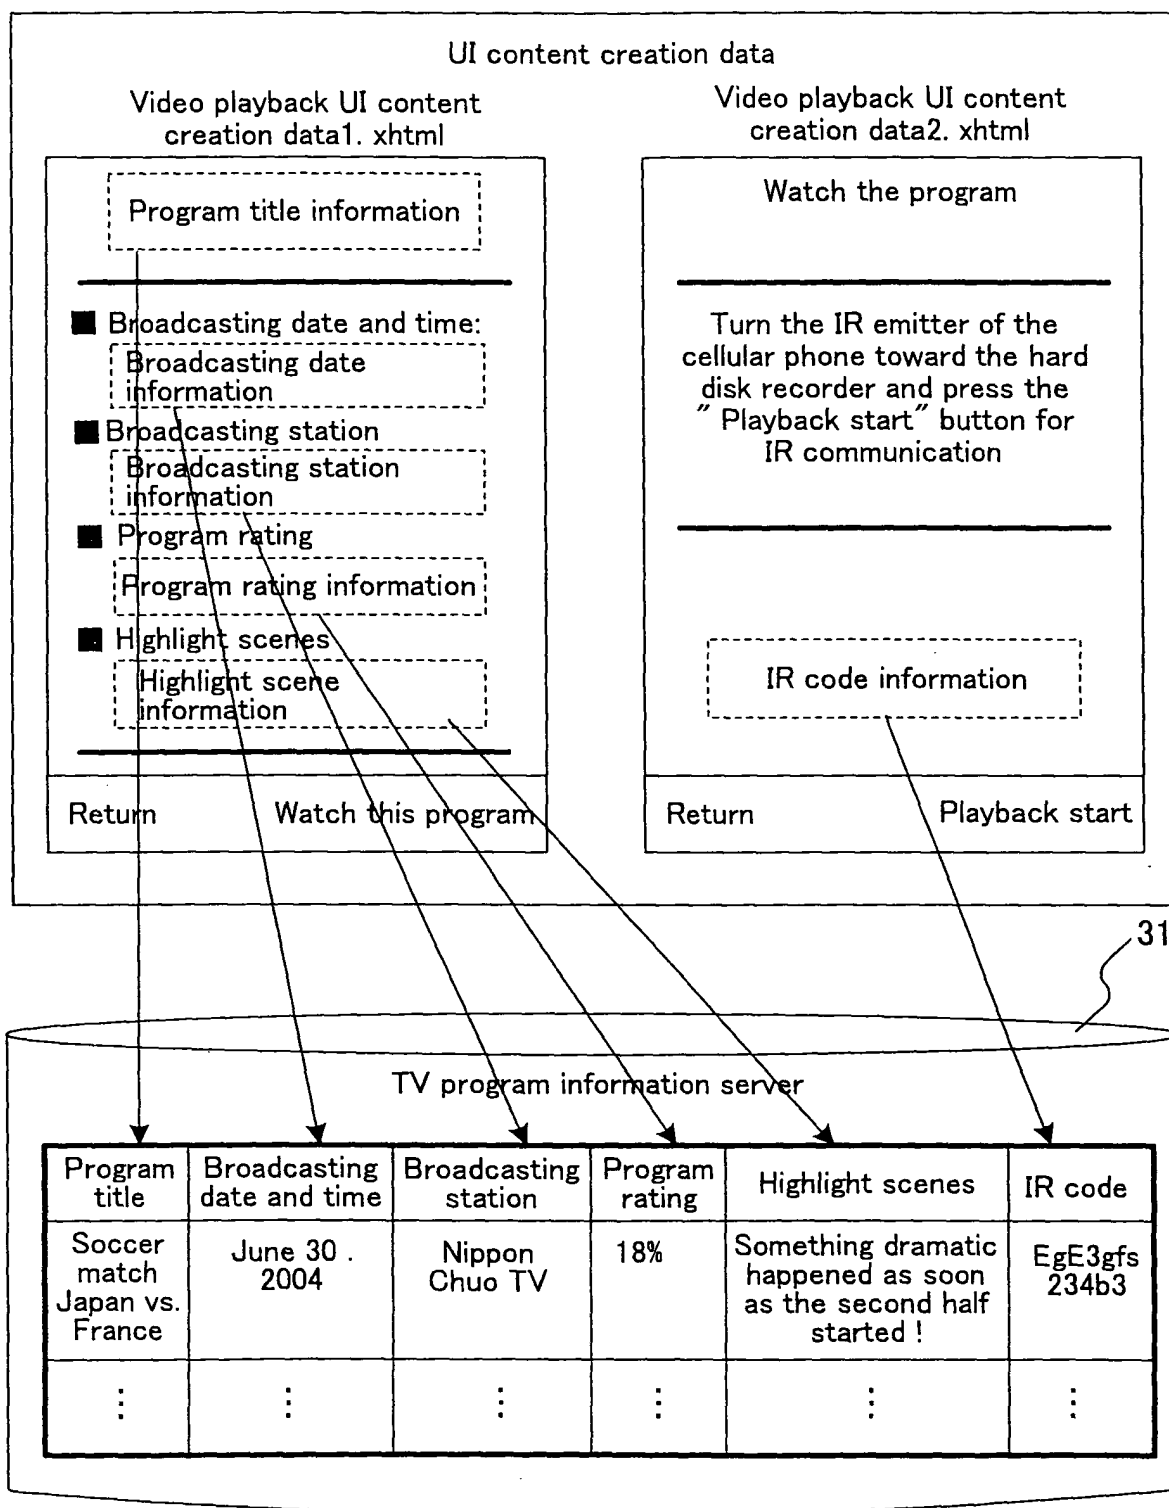 UI content creation data
Video playback UI content
creation data1. xhtml
Program title information
■ Broadcasting date and time:
Broadcasting date
information
■ Broadcasting station
Broadcasting station
information
■ Program rating
Program rating information
■ Highlight scenes
Highlight scene
information
Return
Watch this program
Video playback UI content
creation data2. xhtml
Watch the program
Turn the IR emitter of the
cellular phone toward the hard
disk recorder and press the
" Playback start" button for
IR communication
IR code information
Return
Playback start
31
TV program information server
Program
title
Broadcasting
date and time
Broadcasting
station
Program
rating
Highlight scenes
IR code
Soccer
match
Japan vs.
France
June 30 .
2004
Nippon
Chuo TV
18%
Something dramatic
happened as soon
as the second half
started !
EgE3gfs
234b3
⋮ ⋮ ⋮ ⋮ ⋮ ⋮